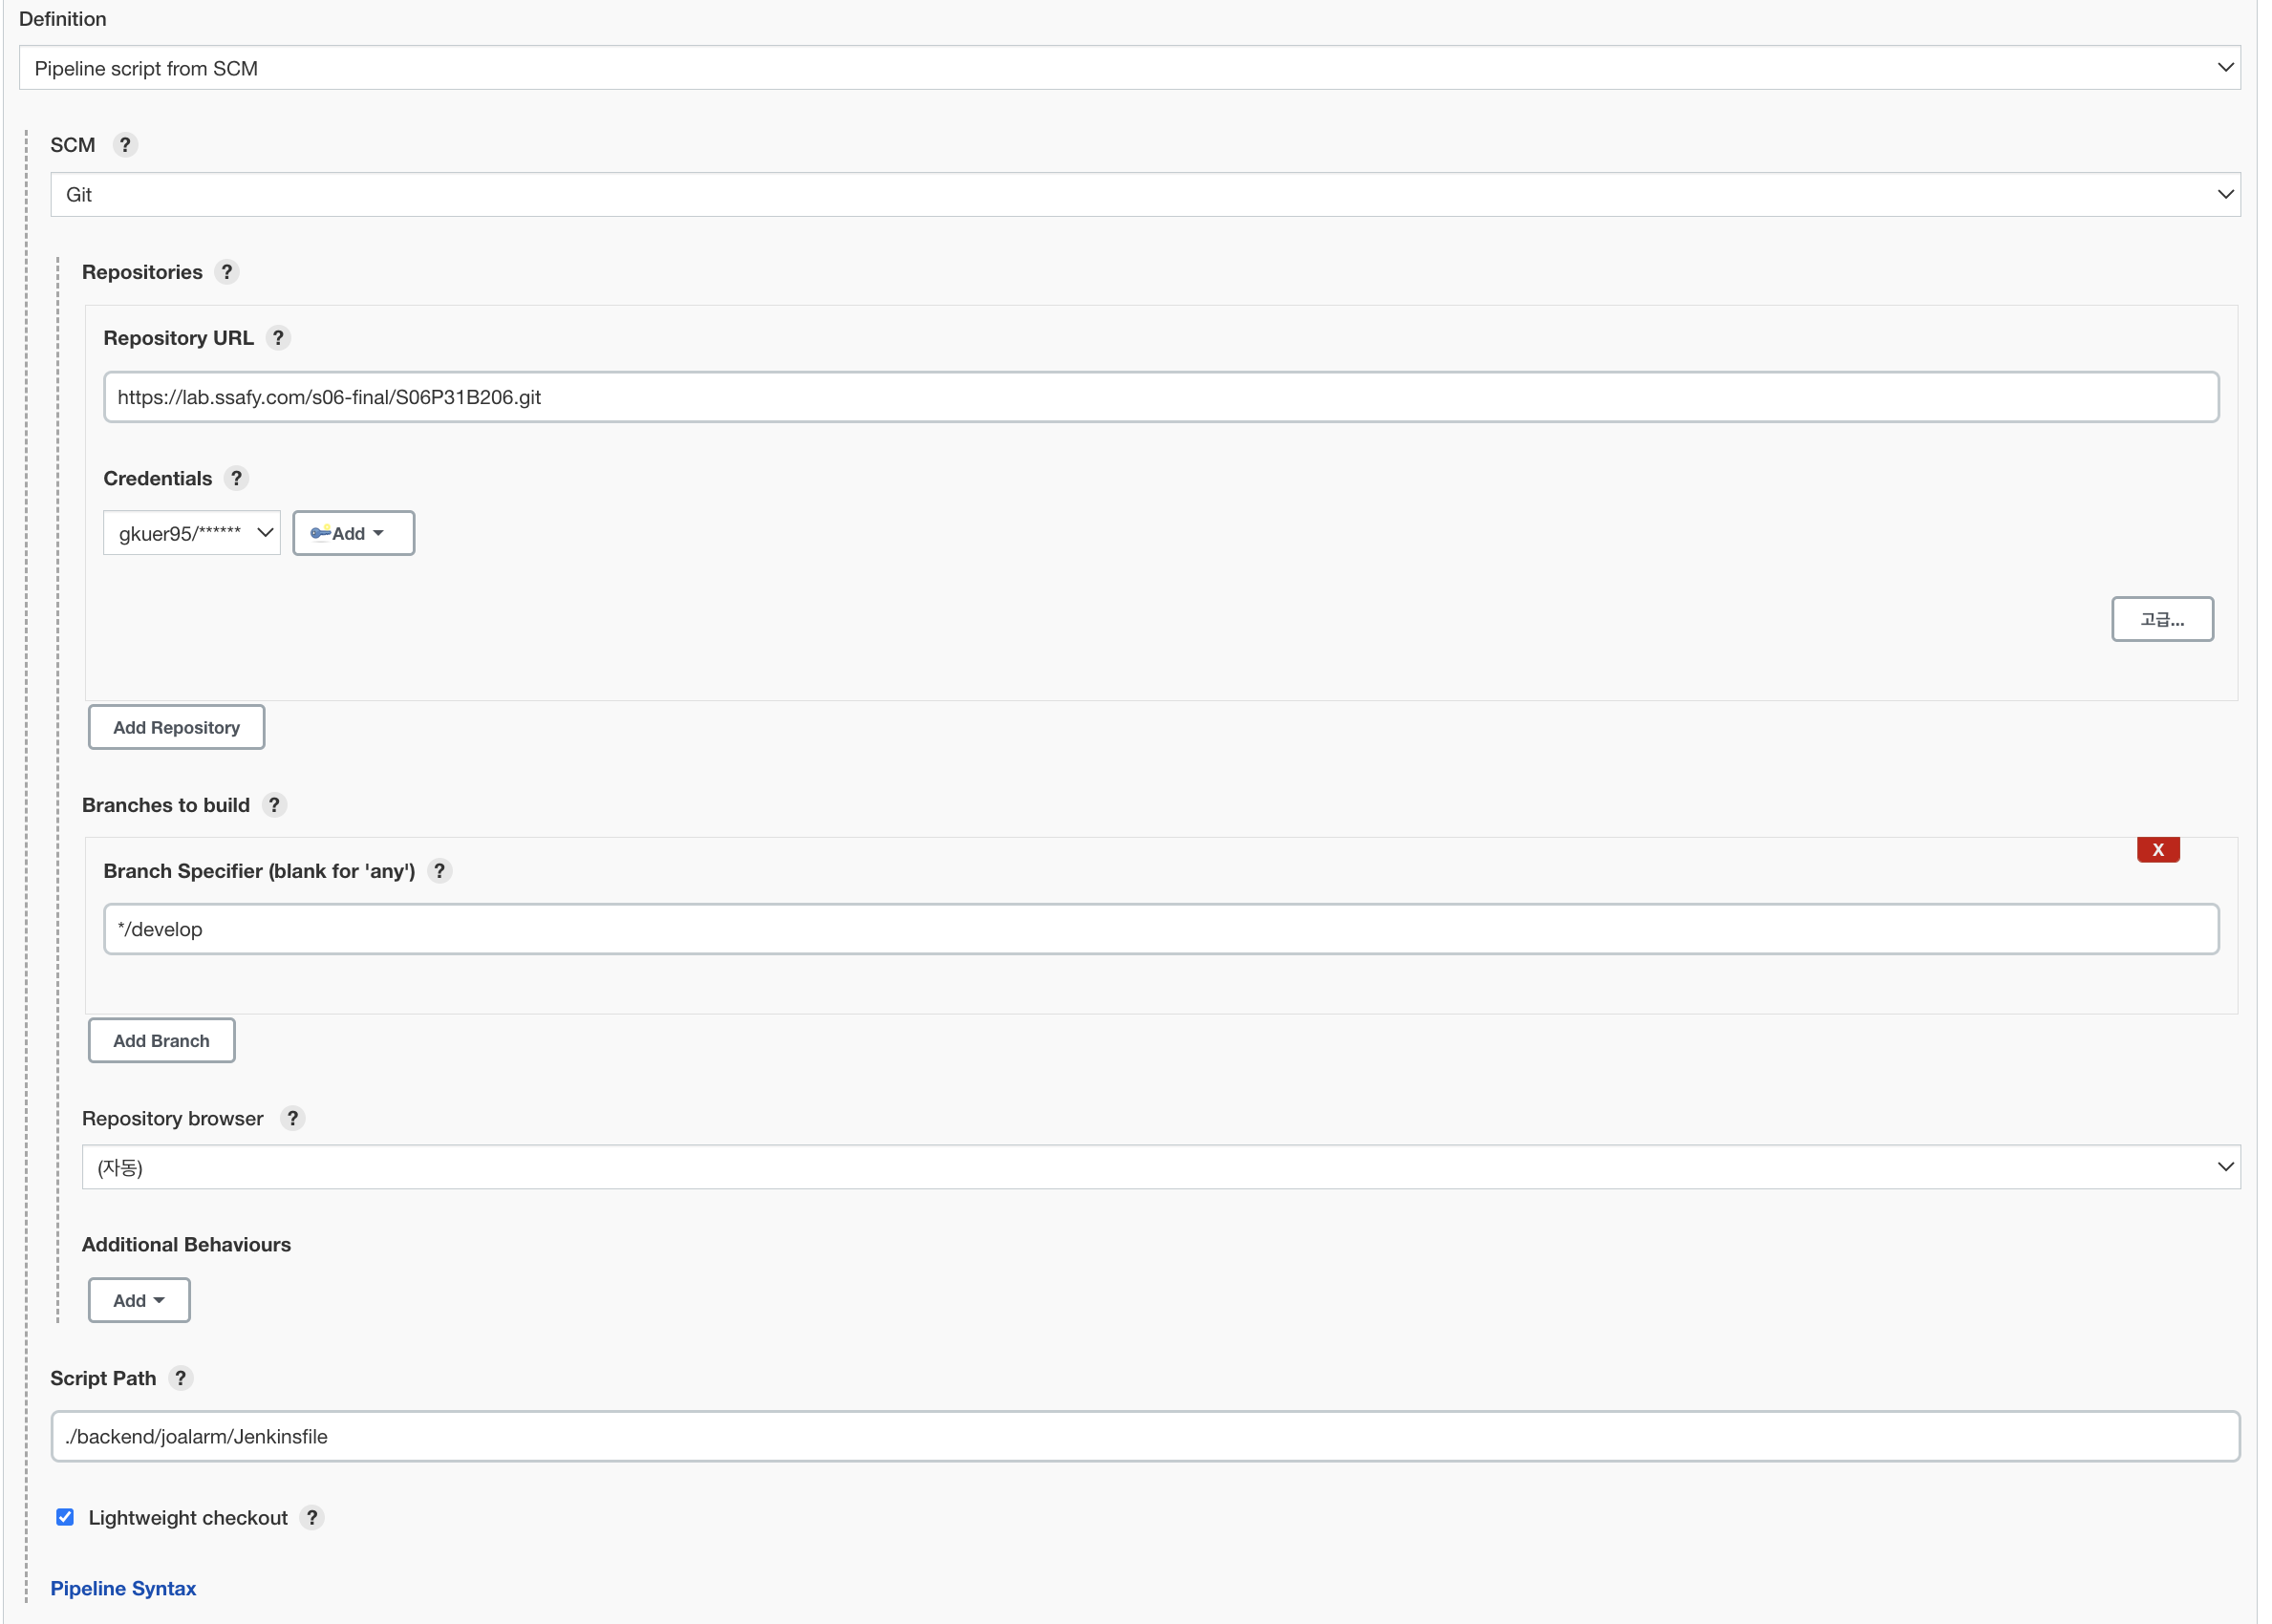 Definition
Pipeline script from SCM
SCM ?
Git
Repositories ?
Repository URL ?
https://lab.ssafy.com/s06-final/S06P31B206.git
Credentials ?
gkuer95/****** Add
고급...
Add Repository
Branches to build ?
X
Branch Specifier (blank for 'any') ?
*/develop
Add Branch
Repository browser ?
(자동)
Additional Behaviours
Add
Script Path ?
./backend/joalarm/Jenkinsfile
Lightweight checkout ?
Pipeline Syntax